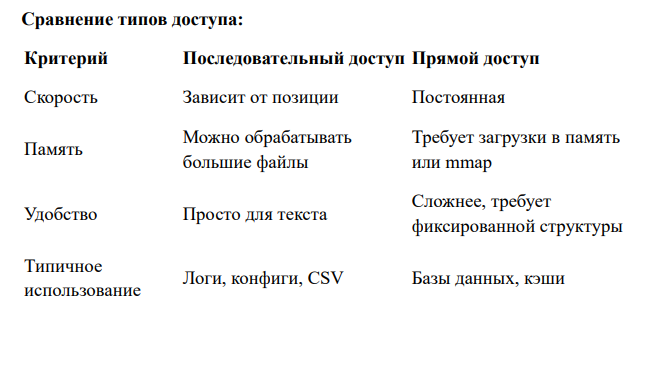 Сравнение типов доступа:
Критерий Последовательный доступ Прямой доступ
Скорость Зависит от позиции Постоянная
Память Можно обрабатывать большие файлы Требует загрузки в память или mmap
Удобство Просто для текста Сложнее, требует фиксированной структуры
Типичное использование Логи, конфиги, CSV Базы данных, кэши